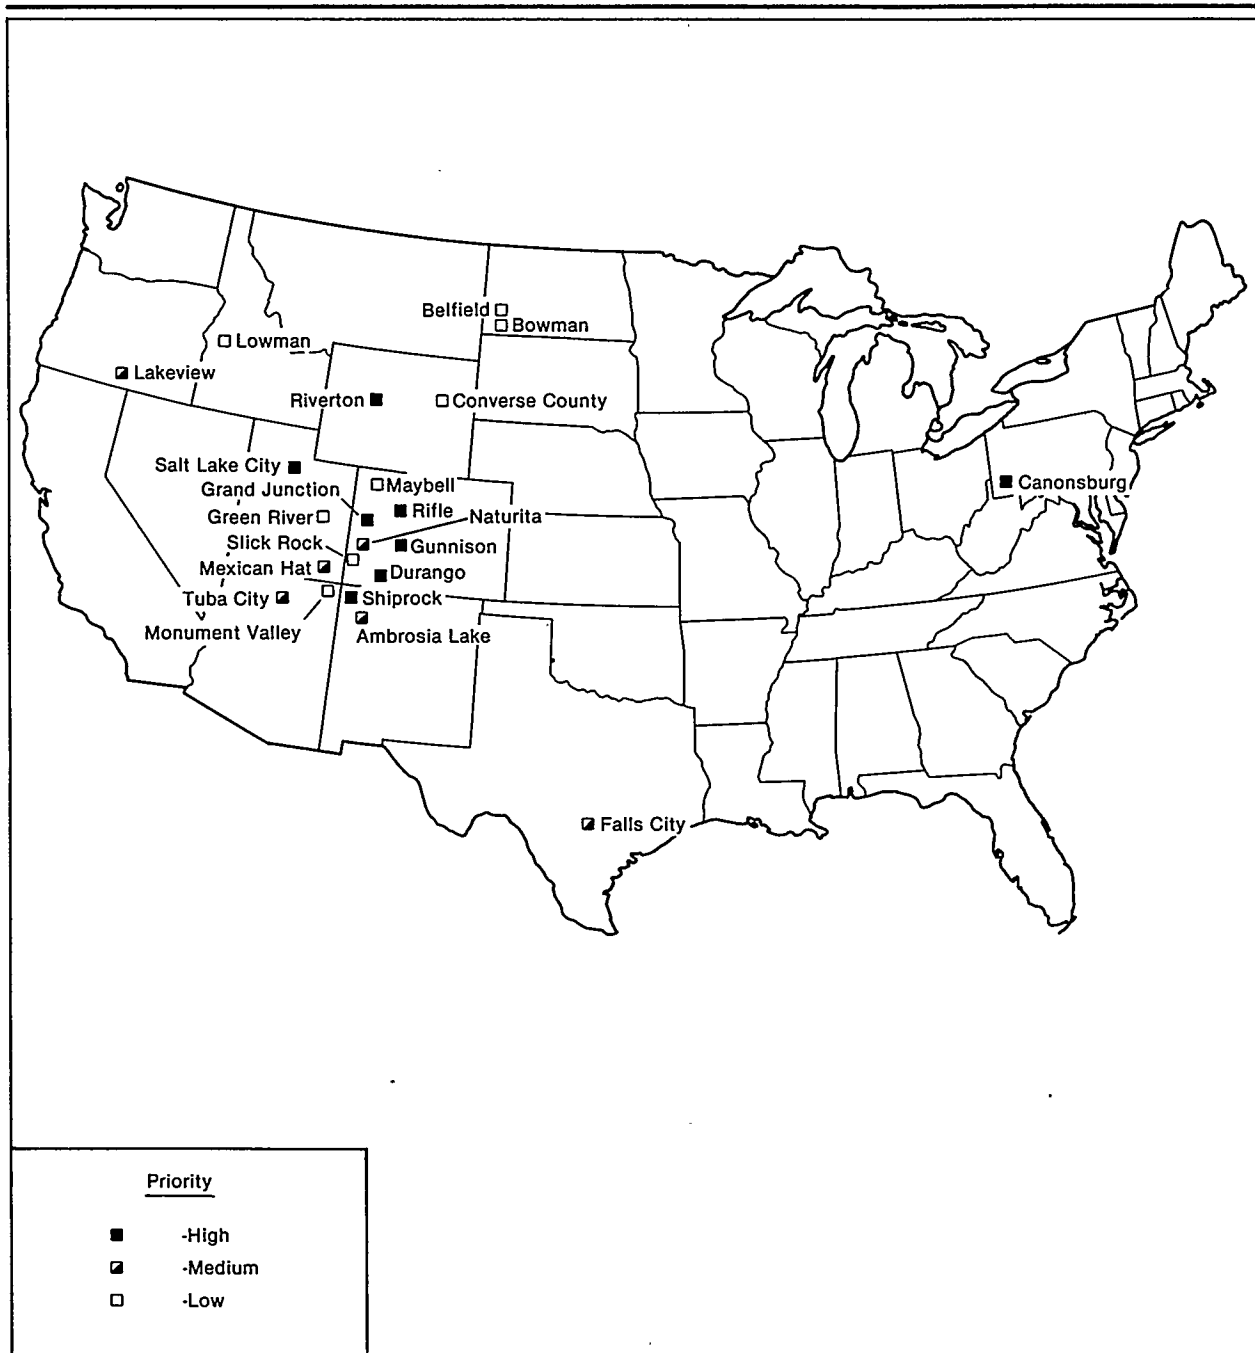 Belfield
Bowman
Lowman
Lakeview
Riverton
Converse County
Salt Lake City
Maybell
Grand Junction
Canonsburg
Rifle
Green River
Naturita
Slick Rock
Gunnison
Mexican Hat
Durango
Tuba City
Shiprock
Monument Valley
Ambrosia Lake
Falls City
Priority
-High
-Medium
-Low